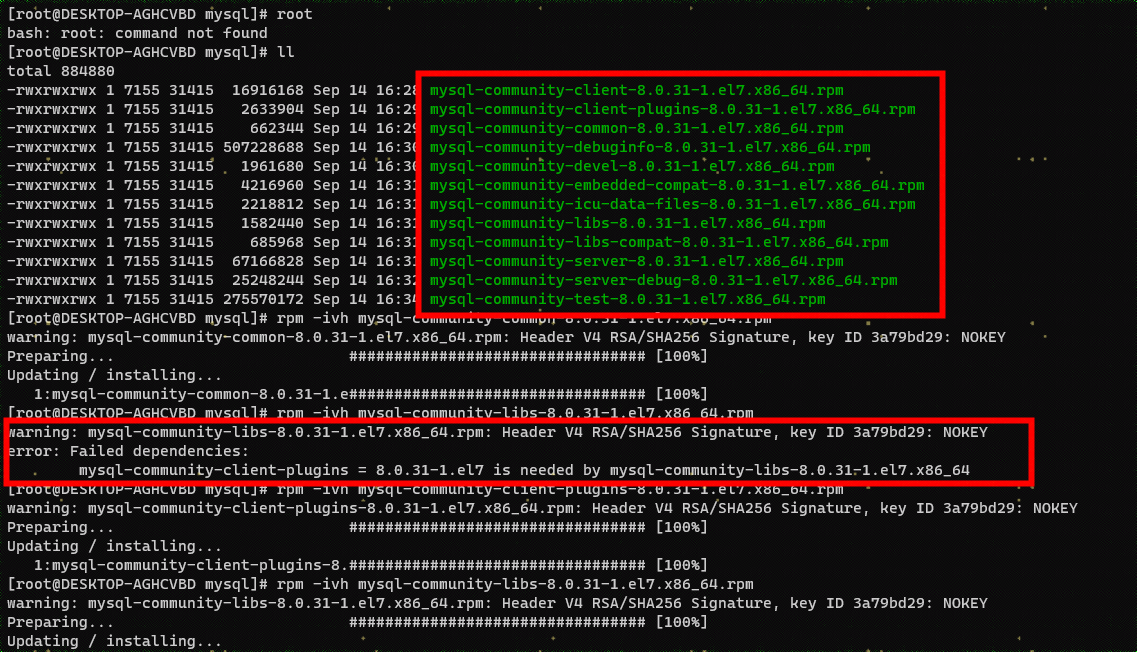 [root@DESKTOP-AGHCVBD mysql]# root
bash: root: command not found
[root@DESKTOP-AGHCVBD mysql]# ll
total 884880
-rwxrwxrwx 1 7155 31415  16916168 Sep 14 16:28 mysql-community-client-8.0.31-1.el7.x86_64.rpm
-rwxrwxrwx 1 7155 31415   2633904 Sep 14 16:29 mysql-community-client-plugins-8.0.31-1.el7.x86_64.rpm
-rwxrwxrwx 1 7155 31415    662344 Sep 14 16:29 mysql-community-common-8.0.31-1.el7.x86_64.rpm
-rwxrwxrwx 1 7155 31415 507228688 Sep 14 16:30 mysql-community-debuginfo-8.0.31-1.el7.x86_64.rpm
-rwxrwxrwx 1 7155 31415   1961680 Sep 14 16:30 mysql-community-devel-8.0.31-1.el7.x86_64.rpm
-rwxrwxrwx 1 7155 31415   4216960 Sep 14 16:31 mysql-community-embedded-compat-8.0.31-1.el7.x86_64.rpm
-rwxrwxrwx 1 7155 31415   2218812 Sep 14 16:31 mysql-community-icu-data-files-8.0.31-1.el7.x86_64.rpm
-rwxrwxrwx 1 7155 31415   1582440 Sep 14 16:31 mysql-community-libs-8.0.31-1.el7.x86_64.rpm
-rwxrwxrwx 1 7155 31415    685968 Sep 14 16:31 mysql-community-libs-compat-8.0.31-1.el7.x86_64.rpm
-rwxrwxrwx 1 7155 31415  67166828 Sep 14 16:32 mysql-community-server-8.0.31-1.el7.x86_64.rpm
-rwxrwxrwx 1 7155 31415  25248244 Sep 14 16:32 mysql-community-server-debug-8.0.31-1.el7.x86_64.rpm
-rwxrwxrwx 1 7155 31415 275570172 Sep 14 16:34 mysql-community-test-8.0.31-1.el7.x86_64.rpm
[root@DESKTOP-AGHCVBD mysql]# rpm -ivh mysql-community-common-8.0.31-1.el7.x86_64.rpm
warning: mysql-community-common-8.0.31-1.el7.x86_64.rpm: Header V4 RSA/SHA256 Signature, key ID 3a79bd29: NOKEY
Preparing...                          ################################# [100%]
Updating / installing...
   1:mysql-community-common-8.0.31-1.e################################# [100%]
[root@DESKTOP-AGHCVBD mysql]# rpm -ivh mysql-community-libs-8.0.31-1.el7.x86_64.rpm
warning: mysql-community-libs-8.0.31-1.el7.x86_64.rpm: Header V4 RSA/SHA256 Signature, key ID 3a79bd29: NOKEY
error: Failed dependencies:
        mysql-community-client-plugins = 8.0.31-1.el7 is needed by mysql-community-libs-8.0.31-1.el7.x86_64
[root@DESKTOP-AGHCVBD mysql]# rpm -ivh mysql-community-client-plugins-8.0.31-1.el7.x86_64.rpm
warning: mysql-community-client-plugins-8.0.31-1.el7.x86_64.rpm: Header V4 RSA/SHA256 Signature, key ID 3a79bd29: NOKEY
Preparing...                          ################################# [100%]
Updating / installing...
   1:mysql-community-client-plugins-8.################################# [100%]
[root@DESKTOP-AGHCVBD mysql]# rpm -ivh mysql-community-libs-8.0.31-1.el7.x86_64.rpm
warning: mysql-community-libs-8.0.31-1.el7.x86_64.rpm: Header V4 RSA/SHA256 Signature, key ID 3a79bd29: NOKEY
Preparing...                          ################################# [100%]
Updating / installing...